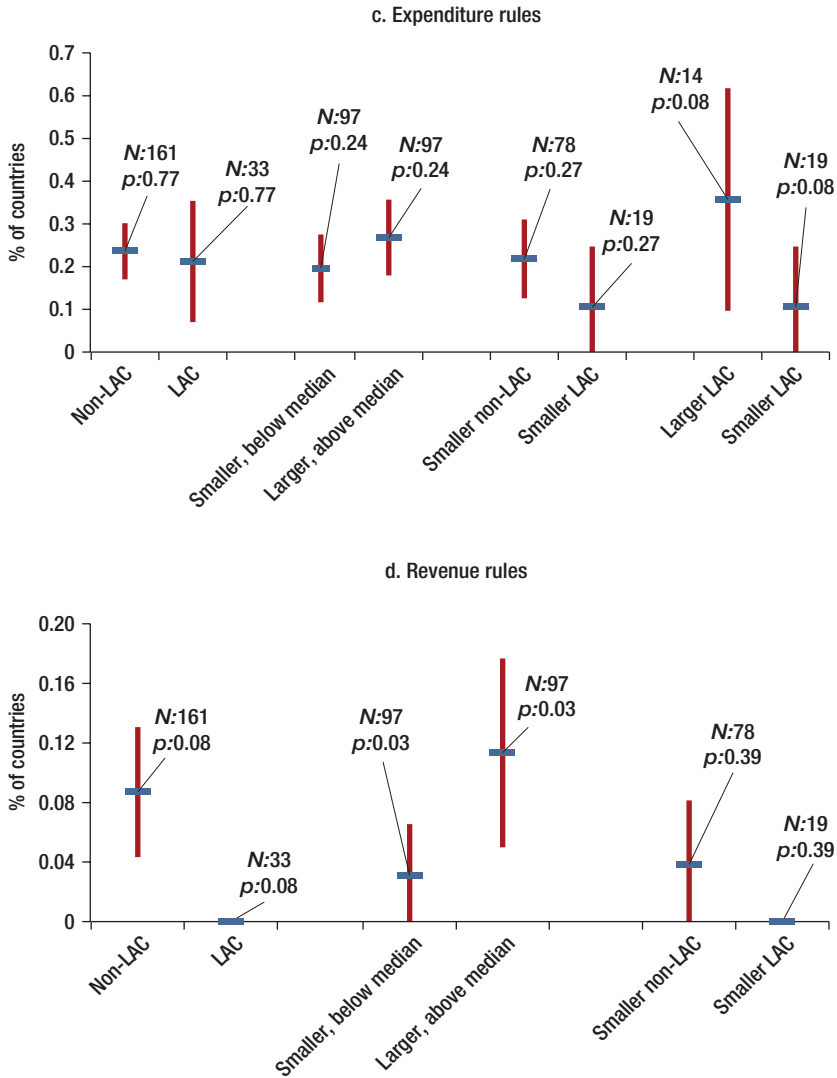 c. Expenditure rules
% of countries
0.7
0.6
0.5
0.4
0.3
0.2
0.1
0
N:161
p:0.77
N:33
p:0.77
N:97
p:0.24
N:97
p:0.24
N:78
p:0.27
N:19
p:0.27
N:14
p:0.08
N:19
p:0.08
Non-LAC
LAC
Smaller, below median
Larger, above median
Smaller non-LAC
Smaller LAC
Larger LAC
Smaller LAC
d. Revenue rules
% of countries
0.20
0.16
0.12
0.08
0.04
0
N:161
p:0.08
N:33
p:0.08
N:97
p:0.03
N:97
p:0.03
N:78
p:0.39
N:19
p:0.39
Non-LAC
LAC
Smaller, below median
Larger, above median
Smaller non-LAC
Smaller LAC